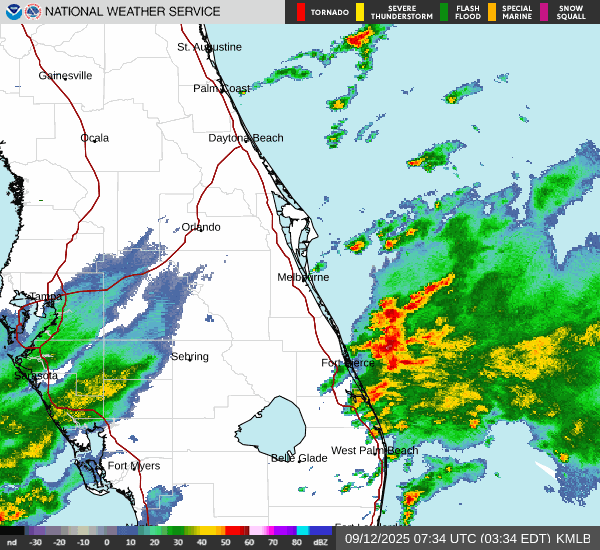 NATIONAL WEATHER SERVICE
TORNADO
SEVERE
THUNDERSTORM
FLASH
FLOOD
SPECIAL
MARINE
SNOW
SQUALL
St. Augustine
Gainesville
Palm Coast
Ocala
Daytona Beach
Orlando
Melbourne
Tampa
Sebring
Fort Pierce
Sarasota
West Palm Beach
Belle Glade
Fort Myers
nd -30 -20 -10 0 10 20 30 40 50 60 70 80 dBZ
09/12/2025 07:34 UTC (03:34 EDT) KMLB